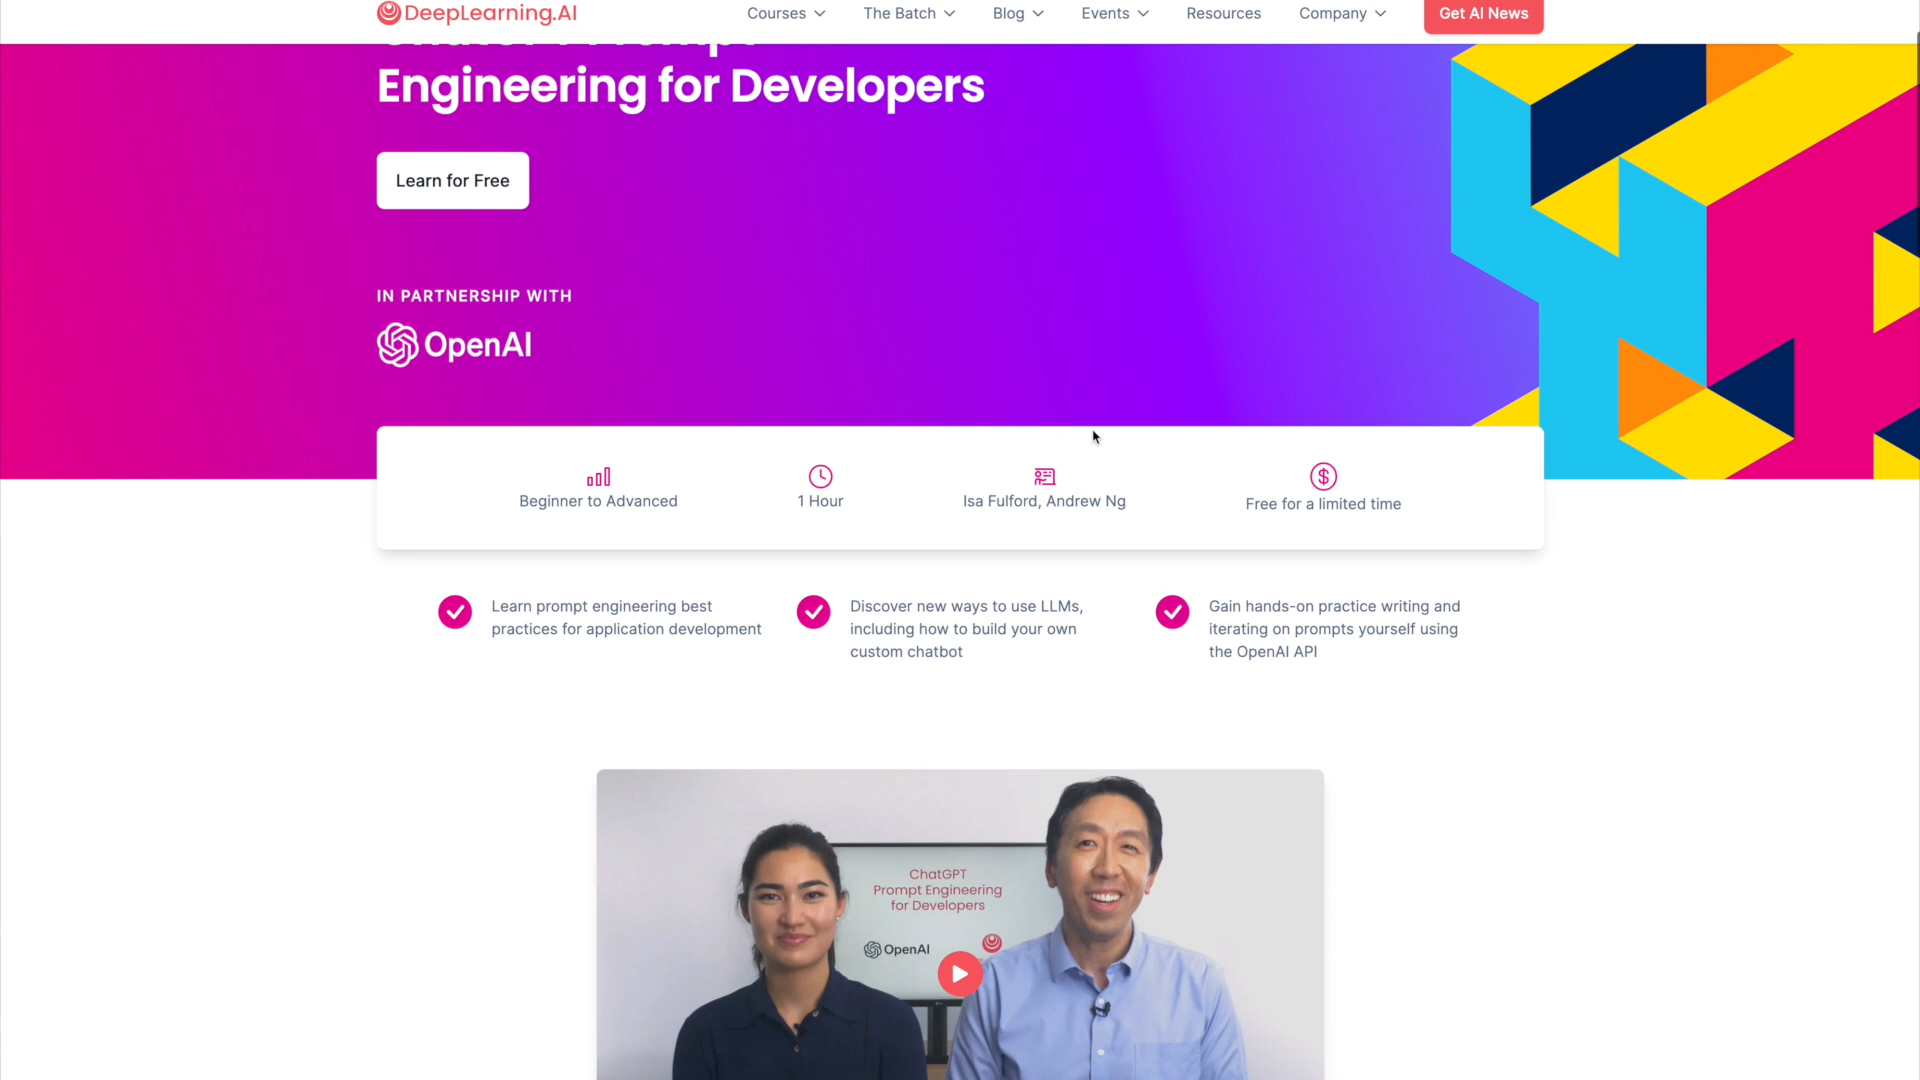 DeepLearning.AI
Courses
The Batch
Blog
Events
Resources
Company
Get AI News
Engineering for Developers
Learn for Free
IN PARTNERSHIP WITH
OpenAI
Beginner to Advanced
1 Hour
Isa Fulford, Andrew Ng
Free for a limited time
Learn prompt engineering best
practices for application development
Discover new ways to use LLMs,
including how to build your own
custom chatbot
Gain hands-on practice writing and
iterating on prompts yourself using
the OpenAI API
ChatGPT
Prompt Engineering
for Developers
OpenAI